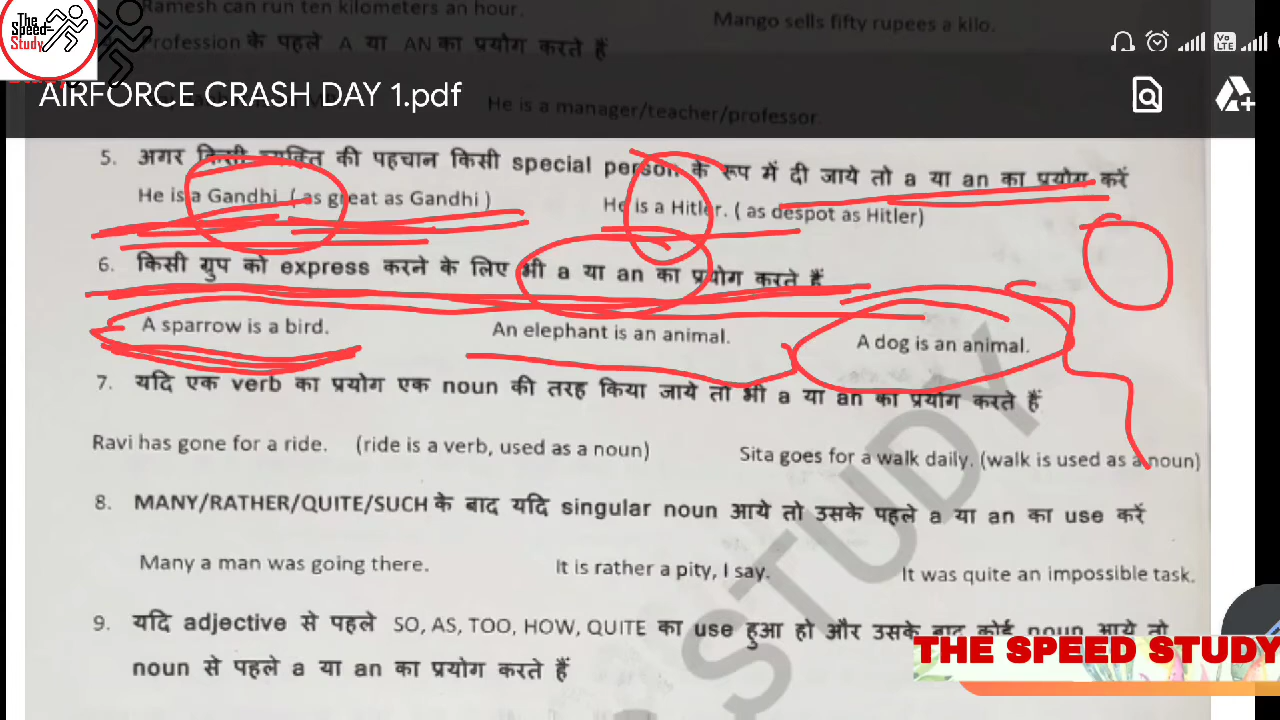 The
Speed
Study
Ramesh can run ten kilometers an hour.
Mango sells fifty rupees a kilo.
Profession के पहले A या AN का प्रयोग करते हैं
AIRFORCE CRASH DAY 1.pdf
He is a manager/teacher/professor.
5. अगर किसी व्यक्ति की पहचान किसी special person के रूप में दी जाये तो a या an का प्रयोग करें
He is a Gandhi ( as great as Gandhi ) He is a Hitler. ( as despot as Hitler)
6. किसी ग्रुप को express करने के लिए भी a या an का प्रयोग करते हैं
A sparrow is a bird. An elephant is an animal. A dog is an animal.
7. यदि एक verb का प्रयोग एक noun की तरह किया जाये तो भी a या an का प्रयोग करते हैं
Ravi has gone for a ride. (ride is a verb, used as a noun) Sita goes for a walk daily. (walk is used as a noun)
8. MANY/RATHER/QUITE/SUCH के बाद यदि singular noun आये तो उसके पहले a या an का use करें
Many a man was going there. It is rather a pity, I say. It was quite an impossible task.
9. यदि adjective से पहले SO, AS, TOO, HOW, QUITE का use हुआ हो और उसके बाद कोई noun आये तो
noun से पहले a या an का प्रयोग करते हैं
STUDY
THE SPEED STUDY